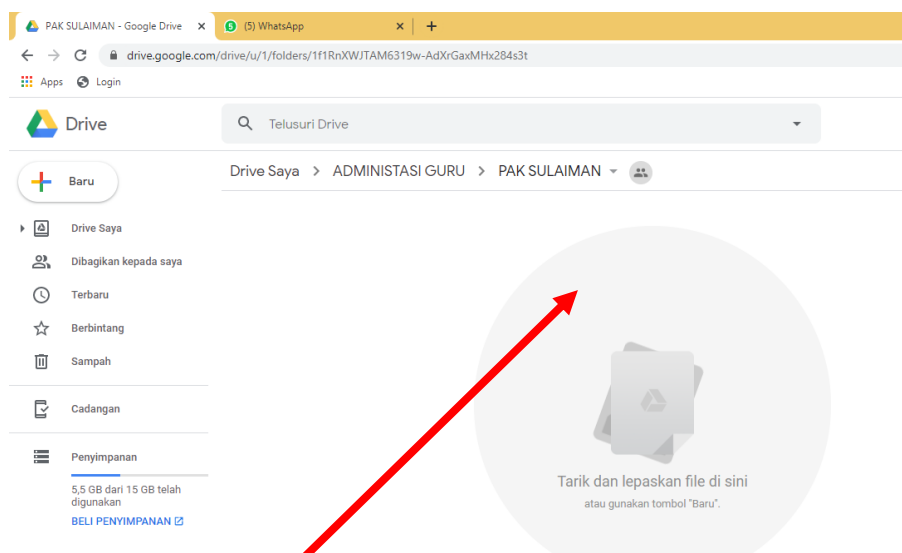 PAK SULAIMAN - Google Drive
(5) WhatsApp
drive.google.com/drive/u/1/folders/1f1RnXWJTAM6319w-AdXrGaxMHx284s3t
Apps Login
Drive
Telusuri Drive
Baru
Drive Saya > ADMINISTASI GURU > PAK SULAIMAN
Drive Saya
Dibagikan kepada saya
Terbaru
Berbintang
Sampah
Cadangan
Penyimpanan
5,5 GB dari 15 GB telah
digunakan
BELI PENYIMPANAN
Tarik dan lepaskan file di sini
atau gunakan tombol "Baru".